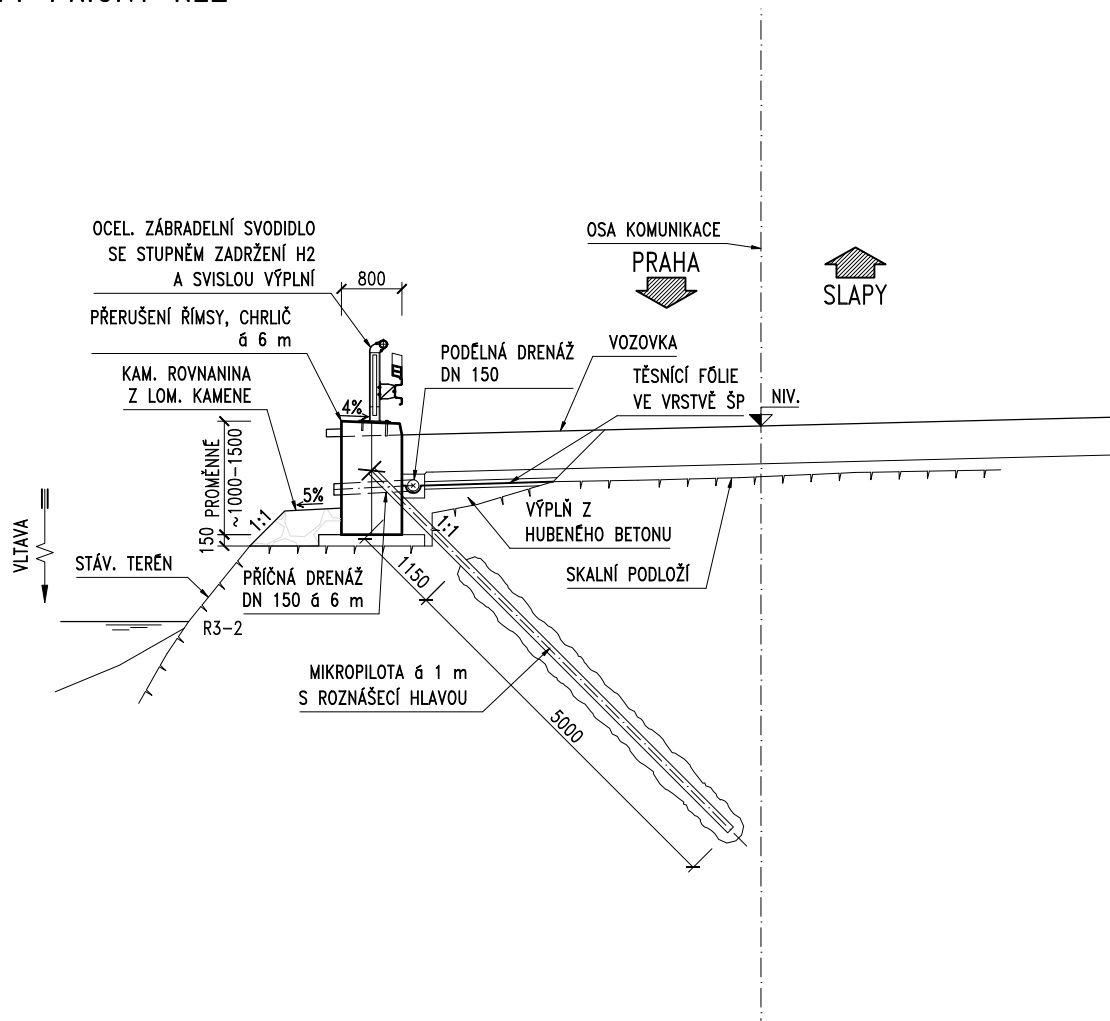 PŘÍČNÝ ŘEZ
OCEL. ZÁBRADELNÍ SVODIDLO
SE STUPNĚM ZADRŽENÍ H2
A SVISLOU VÝPLNÍ
800
OSA KOMUNIKACE
PRAHA
SLAPY
PŘERUŠENÍ ŘÍMSY, CHRLIČ
á 6 m
PODÉLNÁ DRENÁŽ
DN 150
VOZOVKA
KAM. ROVNANINA
Z LOM. KAMENE
TĚSNÍCÍ FÓLIE
VE VRSTVĚ ŠP
NIV.
4%
PROMĚNNÉ
~1000-1500
150
5%
1:1
1:1
VÝPLŇ Z
HUBENÉHO BETONU
VLTAVA
STÁV. TERÉN
PŘÍČNÁ DRENÁŽ
DN 150 á 6 m
1150
SKALNÍ PODLOŽÍ
R3-2
MIKROPILOTA á 1 m
S ROZNÁŠECÍ HLAVOU
5000